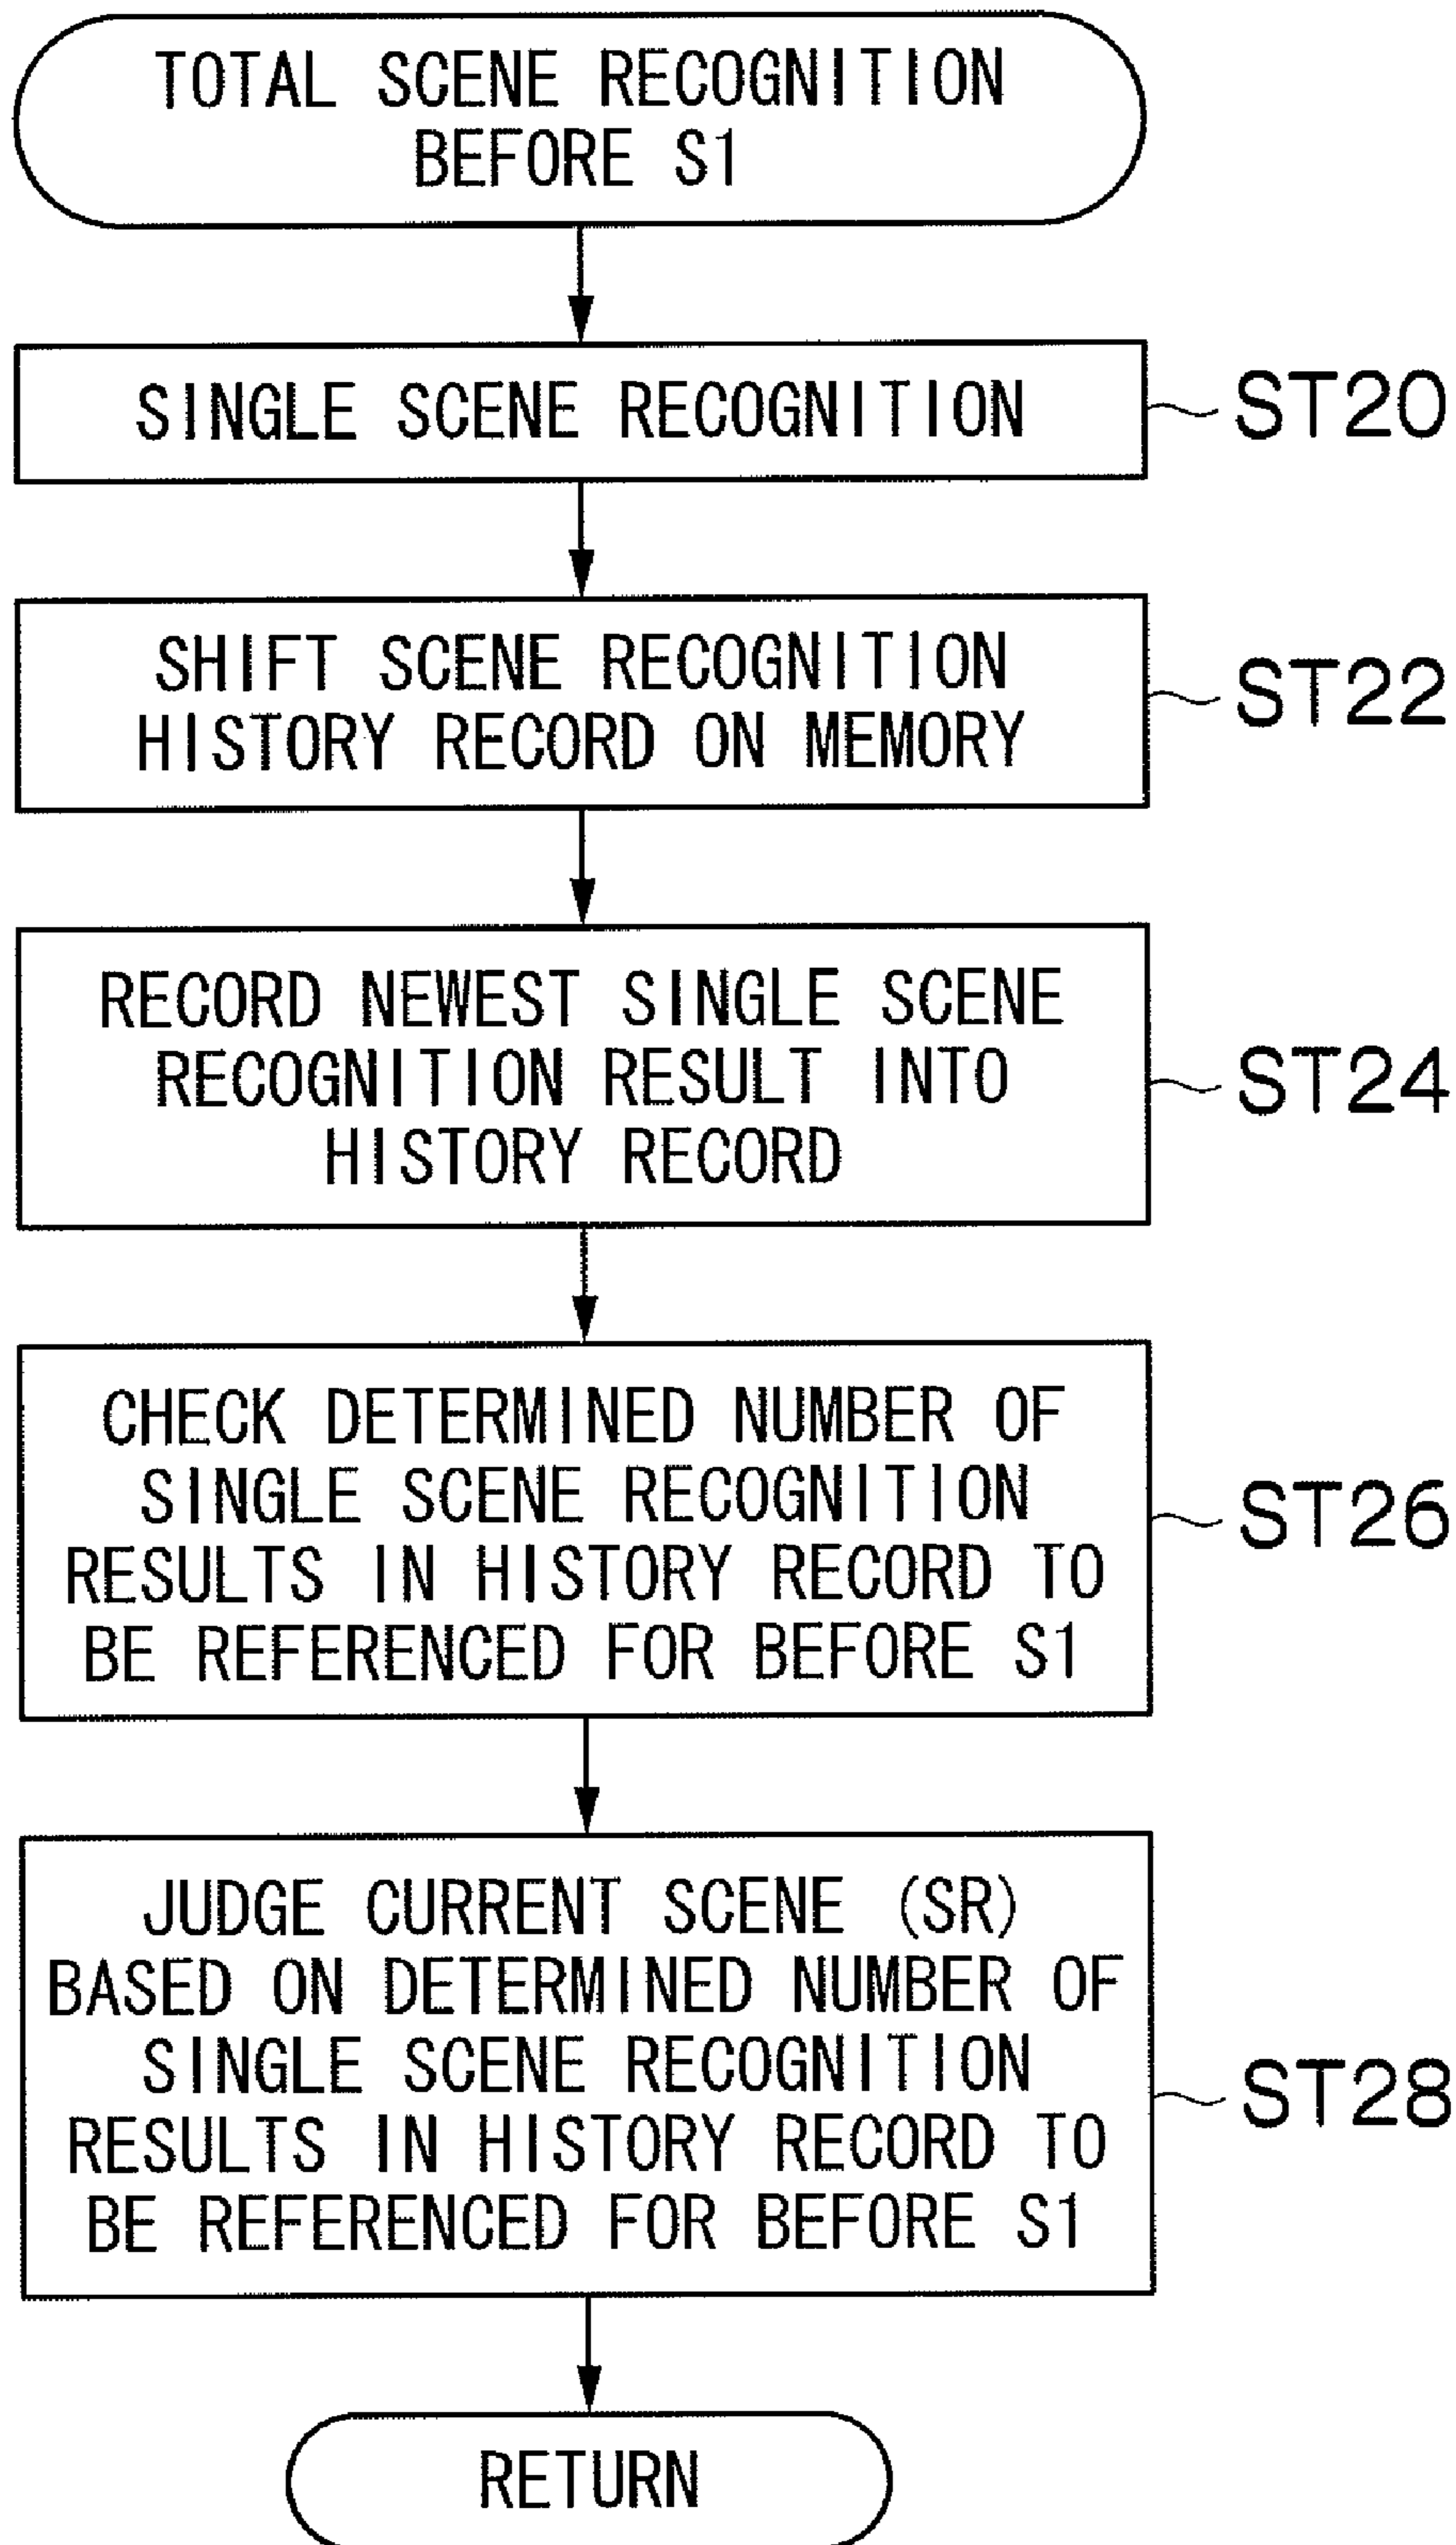 TOTAL SCENE RECOGNITION
BEFORE S1
SINGLE SCENE RECOGNITION
ST20
SHIFT SCENE RECOGNITION
HISTORY RECORD ON MEMORY
ST22
RECORD NEWEST SINGLE SCENE
RECOGNITION RESULT INTO
HISTORY RECORD
ST24
CHECK DETERMINED NUMBER OF
SINGLE SCENE RECOGNITION
RESULTS IN HISTORY RECORD TO
BE REFERENCED FOR BEFORE S1
ST26
JUDGE CURRENT SCENE (SR)
BASED ON DETERMINED NUMBER OF
SINGLE SCENE RECOGNITION
RESULTS IN HISTORY RECORD TO
BE REFERENCED FOR BEFORE S1
ST28
RETURN